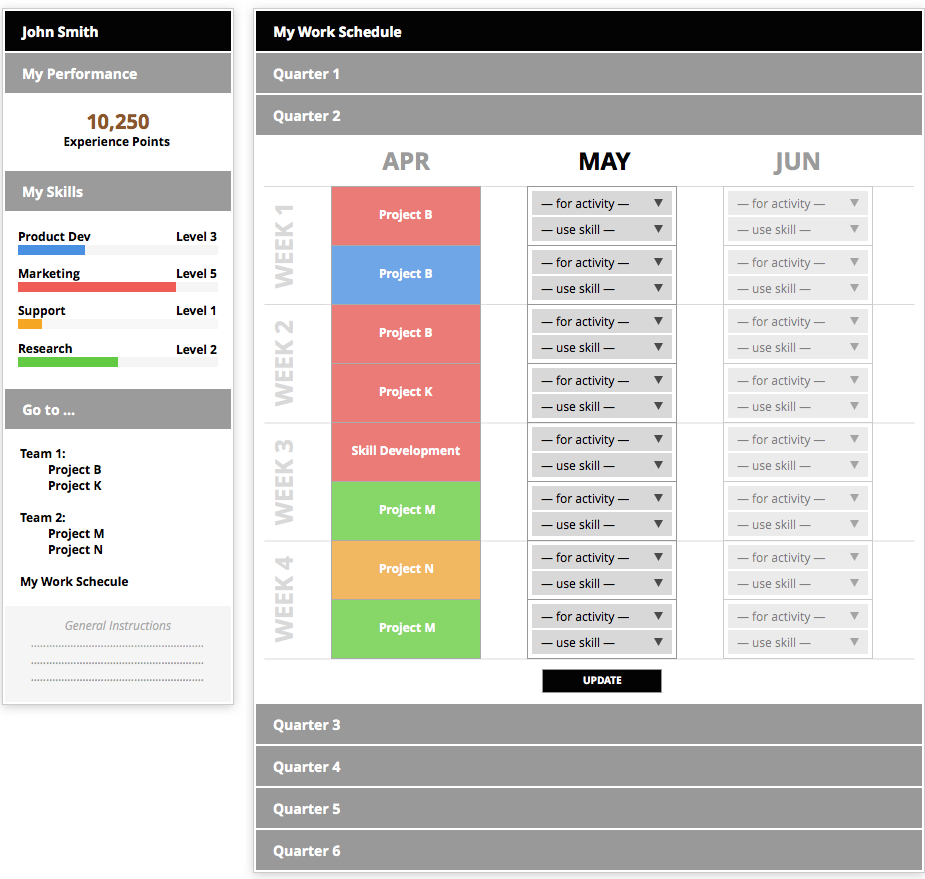 John Smith
My Performance
10,250
Experience Points
My Skills
Product Dev Level 3
Marketing Level 5
Support Level 1
Research Level 2
Go to ...
Team 1:
Project B
Project K
Team 2:
Project M
Project N
My Work Schecule
General Instructions
My Work Schedule
Quarter 1
Quarter 2
APR MAY JUN
WEEK 1
Project B — for activity — ▼ — for activity — ▼
— use skill — ▼ — use skill — ▼
Project B — for activity — ▼ — for activity — ▼
— use skill — ▼ — use skill — ▼
WEEK 2
Project B — for activity — ▼ — for activity — ▼
— use skill — ▼ — use skill — ▼
Project K — for activity — ▼ — for activity — ▼
— use skill — ▼ — use skill — ▼
WEEK 3
Skill Development — for activity — ▼ — for activity — ▼
— use skill — ▼ — use skill — ▼
Project M — for activity — ▼ — for activity — ▼
— use skill — ▼ — use skill — ▼
WEEK 4
Project N — for activity — ▼ — for activity — ▼
— use skill — ▼ — use skill — ▼
Project M — for activity — ▼ — for activity — ▼
— use skill — ▼ — use skill — ▼
UPDATE
Quarter 3
Quarter 4
Quarter 5
Quarter 6